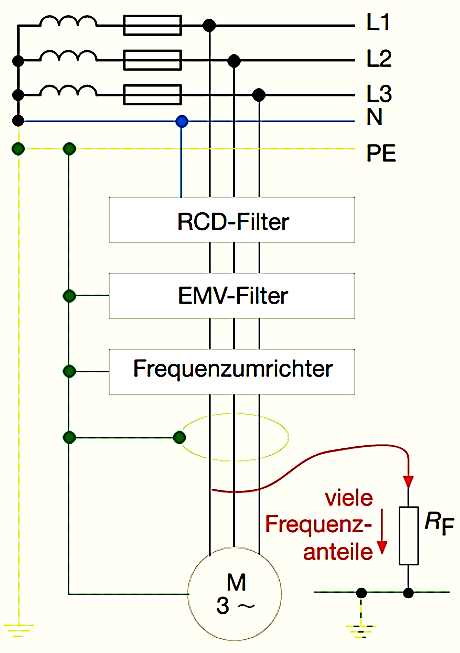 L1
L2
L3
N
PE
RCD-Filter
EMV-Filter
Frequenzumrichter
viele
Frequenz-
anteile
RF
M
3 ~